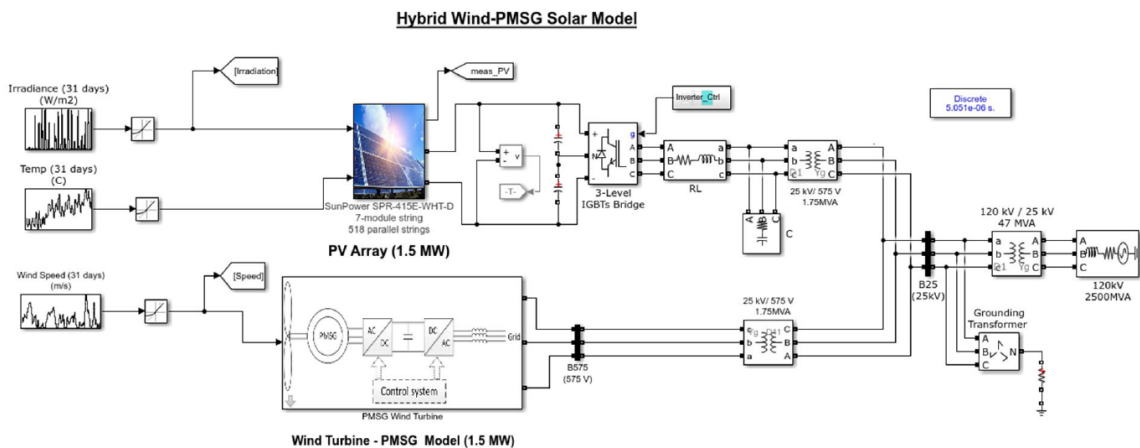 Hybrid Wind-PMSG Solar Model
[Irradiation]
meas_PV
Irradiance (31 days)
(W/m2)
Inverter_Ctrl
Discrete
5.051e-06 s.
Temp (31 days)
(C)
+
-
v
-T-
+
N
-
g
A
B
C
3-Level
IGBTs Bridge
A
B
C
a
b
c
RL
a
b
c
A
B
C
D1 Yg
25 kV/ 575 V
1.75MVA
A B C
C
SunPower SPR-415E-WHT-D
7-module string
518 parallel strings
PV Array (1.5 MW)
120 kV / 25 kV
47 MVA
a
b
c
A
B
C
D1 Yg
A
B
C
120kV
2500MVA
B25
(25kV)
Wind Speed (31 days)
(m/s)
[Speed]
PMSG
AC
DC
DC
AC
Grid
Control system
PMSG Wind Turbine
B575
(575 V)
25 kV/ 575 V
1.75MVA
c
b
a
C
B
A
Grounding
Transformer
A
B
C
N
Wind Turbine - PMSG Model (1.5 MW)